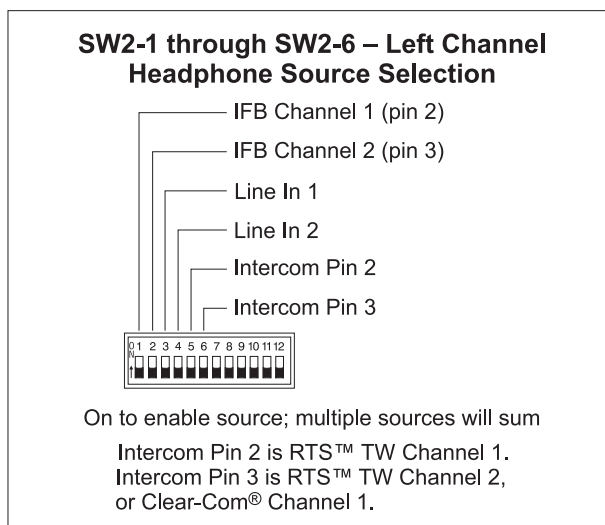 SW2-1 through SW2-6 – Left Channel
Headphone Source Selection
IFB Channel 1 (pin 2)
IFB Channel 2 (pin 3)
Line In 1
Line In 2
Intercom Pin 2
Intercom Pin 3
ON
1 2 3 4 5 6 7 8 9 10 11 12
On to enable source; multiple sources will sum
Intercom Pin 2 is RTS™ TW Channel 1.
Intercom Pin 3 is RTS™ TW Channel 2,
or Clear-Com® Channel 1.